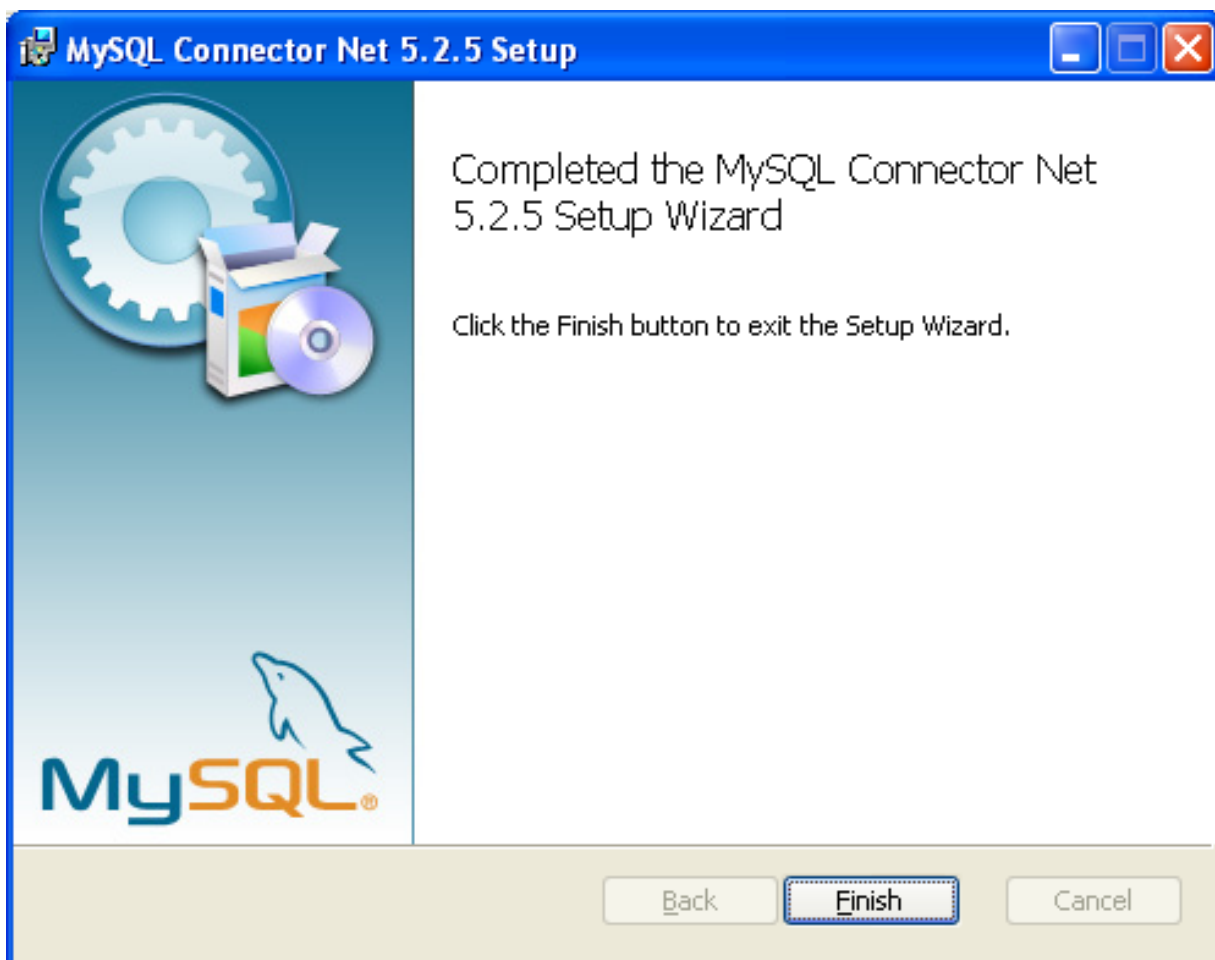 MySQL Connector Net 5.2.5 Setup
Completed the MySQL Connector Net
5.2.5 Setup Wizard
Click the Finish button to exit the Setup Wizard.
MySQL®
Back
Finish
Cancel